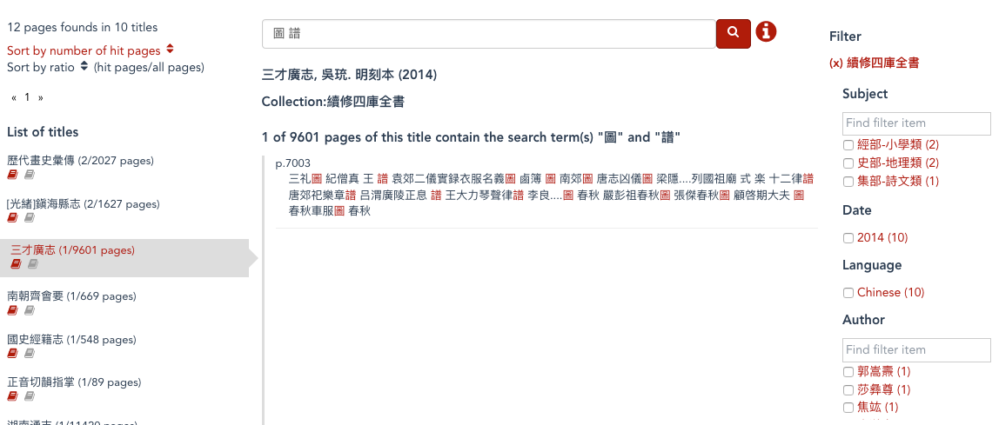 12 pages founds in 10 titles
Sort by number of hit pages
Sort by ratio (hit pages/all pages)
« 1 »
List of titles
歷代畫史彙傳 (2/2027 pages)
[光緒]鎮海縣志 (2/1627 pages)
三才廣志 (1/9601 pages)
南朝齊會要 (1/669 pages)
國史經籍志 (1/548 pages)
正音切韻指掌 (1/89 pages)
湖南通志 (1/11420 pages)
圖 譜
三才廣志, 吳珫. 明刻本 (2014)
Collection:續修四庫全書
1 of 9601 pages of this title contain the search term(s) "圖" and "譜"
p.7003
三礼圖 紀僧真 王 譜 袁郊二儀實録衣服名義圖 鹵簿 圖 南郊圖 唐志凶儀圖 梁隱....列國祖廟 式 楽 十二律譜
唐郊祀樂章譜 吕渭廣陵正息 譜 王大力琴聲律譜 李良....圖 春秋 嚴彭祖春秋圖 張傑春秋圖 顧啓期大夫 圖
春秋車服圖 春秋
Filter
(x) 續修四庫全書
Subject
Find filter item
經部-小學類 (2)
史部-地理類 (2)
集部-詩文類 (1)
Date
2014 (10)
Language
Chinese (10)
Author
Find filter item
郭嵩燾 (1)
莎彝尊 (1)
焦竑 (1)